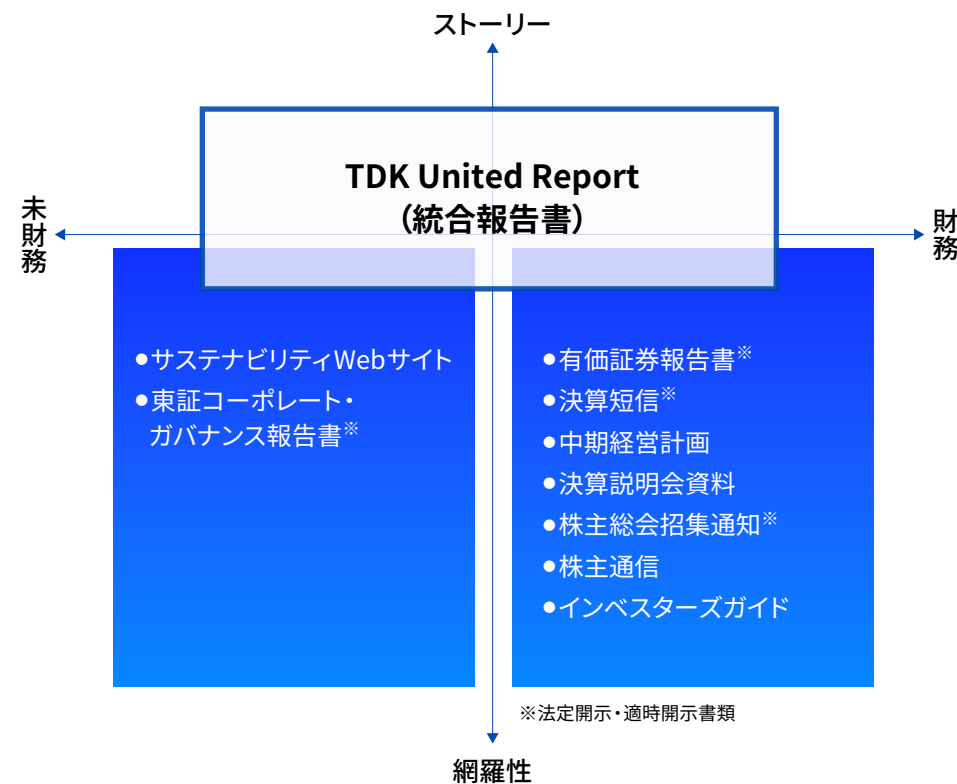 ストーリー
TDK United Report
（統合報告書）
未財務
財務
●サステナビリティWebサイト
●東証コーポレート・
ガバナンス報告書※
●有価証券報告書※
●決算短信※
●中期経営計画
●決算説明会資料
●株主総会招集通知※
●株主通信
●インベスターズガイド
※法定開示・適時開示書類
網羅性